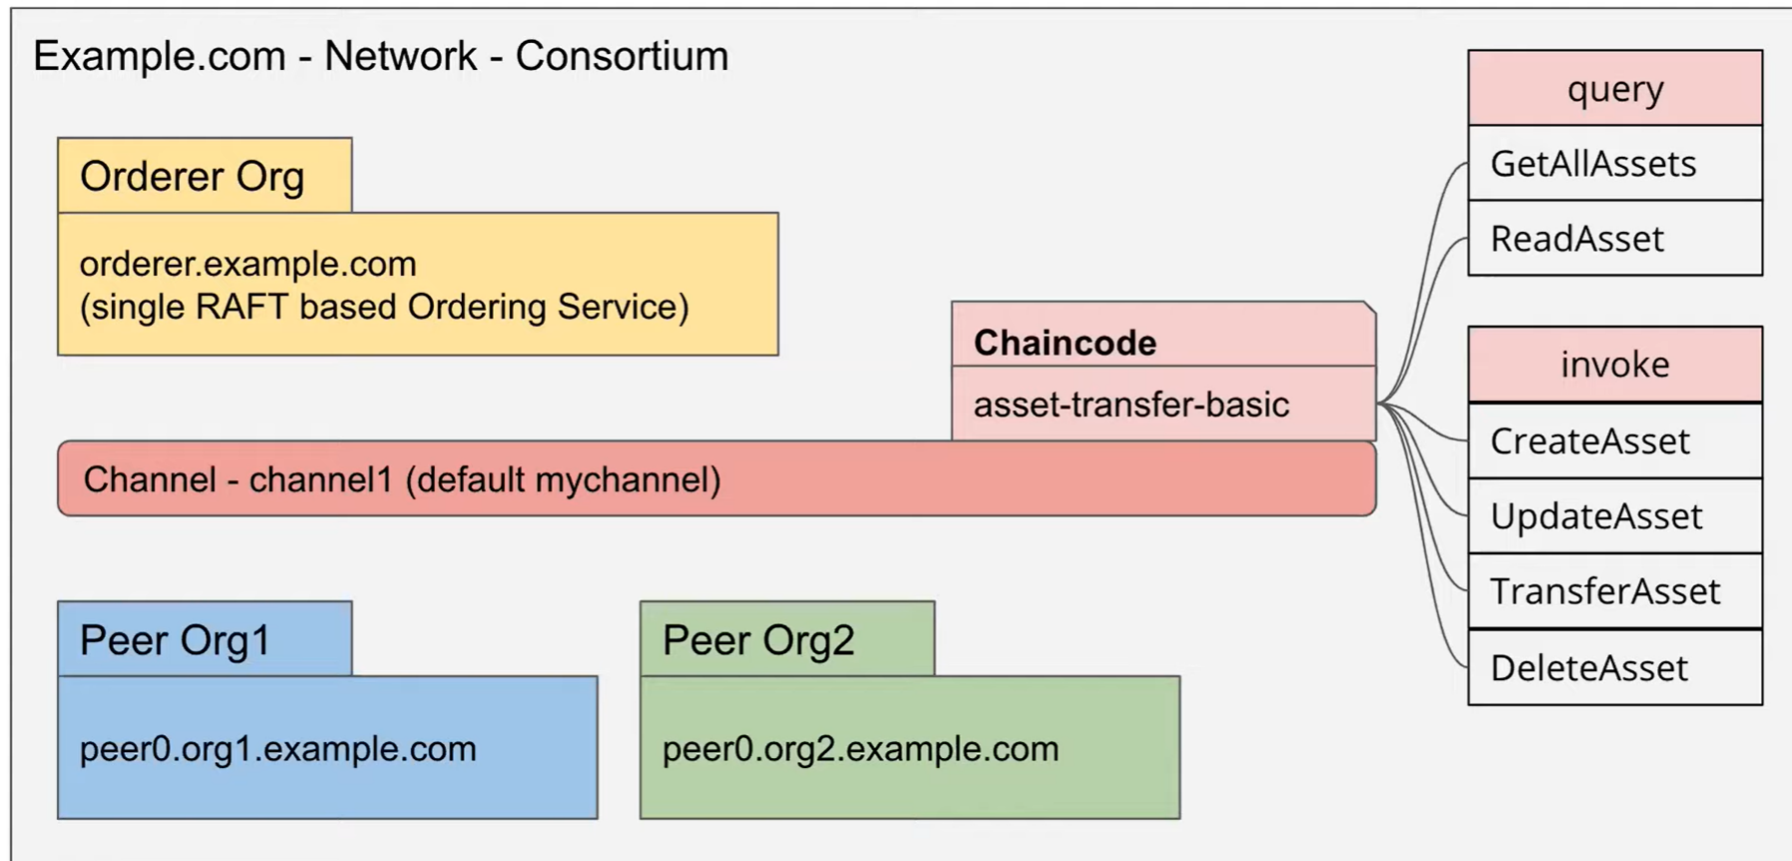 Example.com - Network - Consortium
Orderer Org
orderer.example.com
(single RAFT based Ordering Service)
Chaincode
asset-transfer-basic
Channel - channel1 (default mychannel)
Peer Org1
peer0.org1.example.com
Peer Org2
peer0.org2.example.com
query
GetAllAssets
ReadAsset
invoke
CreateAsset
UpdateAsset
TransferAsset
DeleteAsset